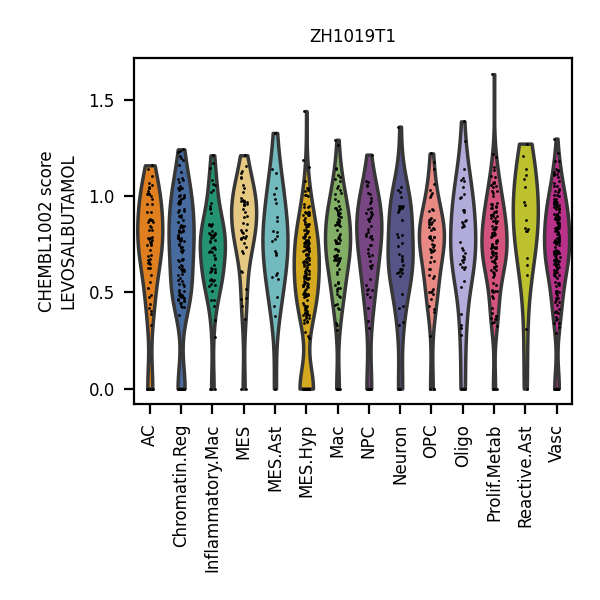 ZH1019T1
CHEMBL1002 score
LEVOSALBUTAMOL
1.5
1.0
0.5
0.0
AC
Chromatin.Reg
Inflammatory.Mac
MES
MES.Ast
MES.Hyp
Mac
NPC
Neuron
OPC
Oligo
Prolif.Metab
Reactive.Ast
Vasc